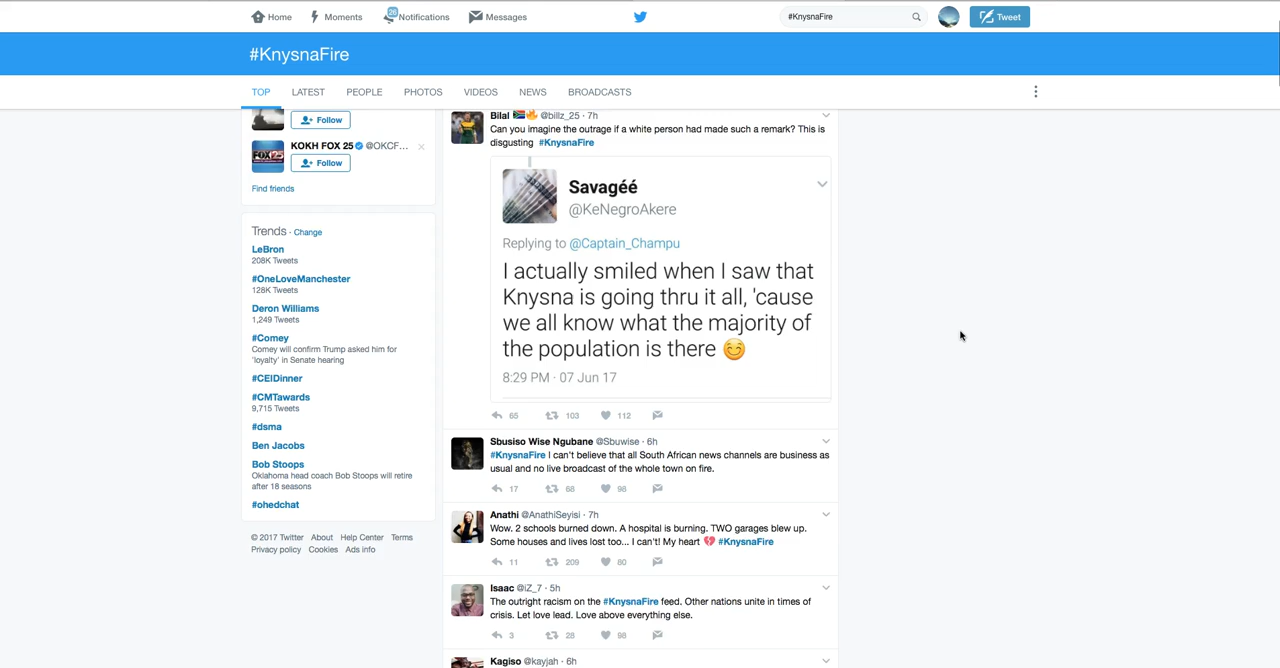 Home
Moments
28
Notifications
Messages
#KnysnaFire
Tweet
#KnysnaFire
TOP
LATEST
PEOPLE
PHOTOS
VIDEOS
NEWS
BROADCASTS
Follow
KOKH FOX 25 @OKCF...
FOX25
Follow
Find friends
Trends · Change
LeBron
208K Tweets
#OneLoveManchester
128K Tweets
Deron Williams
1,249 Tweets
#Comey
Comey will confirm Trump asked him for
'loyalty' in Senate hearing
#CEIDinner
#CMTawards
9,715 Tweets
#dsma
Ben Jacobs
Bob Stoops
Oklahoma head coach Bob Stoops will retire
after 18 seasons
#ohedchat
© 2017 Twitter About Help Center Terms
Privacy policy Cookies Ads info
Bilal 🇿🇦🔥 @billz_25 · 7h
Can you imagine the outrage if a white person had made such a remark? This is
disgusting #KnysnaFire
Savagéé
@KeNegroAkere
Replying to @Captain_Champu
I actually smiled when I saw that
Knysna is going thru it all, 'cause
we all know what the majority of
the population is there 😊
8:29 PM · 07 Jun 17
65 103 112
Sbusiso Wise Ngubane @Sbuwise · 6h
#KnysnaFire I can't believe that all South African news channels are business as
usual and no live broadcast of the whole town on fire.
17 68 96
Anathi @AnathiSeyisi · 7h
Wow. 2 schools burned down. A hospital is burning. TWO garages blew up.
Some houses and lives lost too... I can't! My heart 💔 #KnysnaFire
11 209 60
Isaac @iZ_7 · 5h
The outright racism on the #KnysnaFire feed. Other nations unite in times of
crisis. Let love lead. Love above everything else.
3 28 98
Kagiso @kayjah · 6h